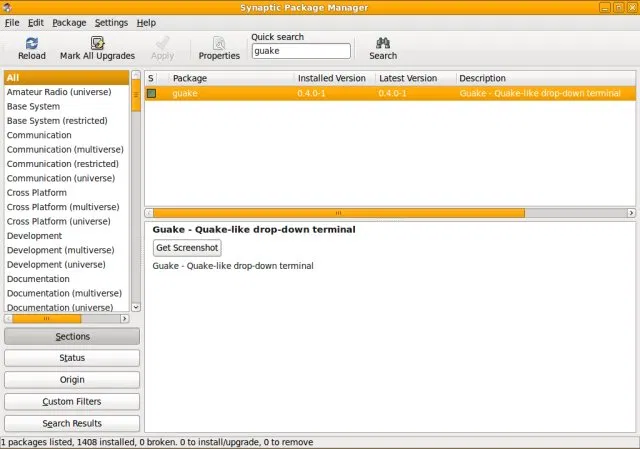 Synaptic Package Manager
File Edit Package Settings Help
Quick search
Reload Mark All Upgrades Apply Properties guake Search
S Package Installed Version Latest Version Description
guake 0.4.0-1 0.4.0-1 Guake - Quake-like drop-down terminal
All
Amateur Radio (universe)
Base System
Base System (restricted)
Communication
Communication (multiverse)
Communication (restricted)
Communication (universe)
Cross Platform
Cross Platform (multiverse)
Cross Platform (universe)
Development
Development (multiverse)
Development (universe)
Documentation
Documentation (multiverse)
Documentation (universe)
Guake - Quake-like drop-down terminal
Get Screenshot
Guake - Quake-like drop-down terminal
Sections
Status
Origin
Custom Filters
Search Results
1 packages listed, 1408 installed, 0 broken. 0 to install/upgrade, 0 to remove